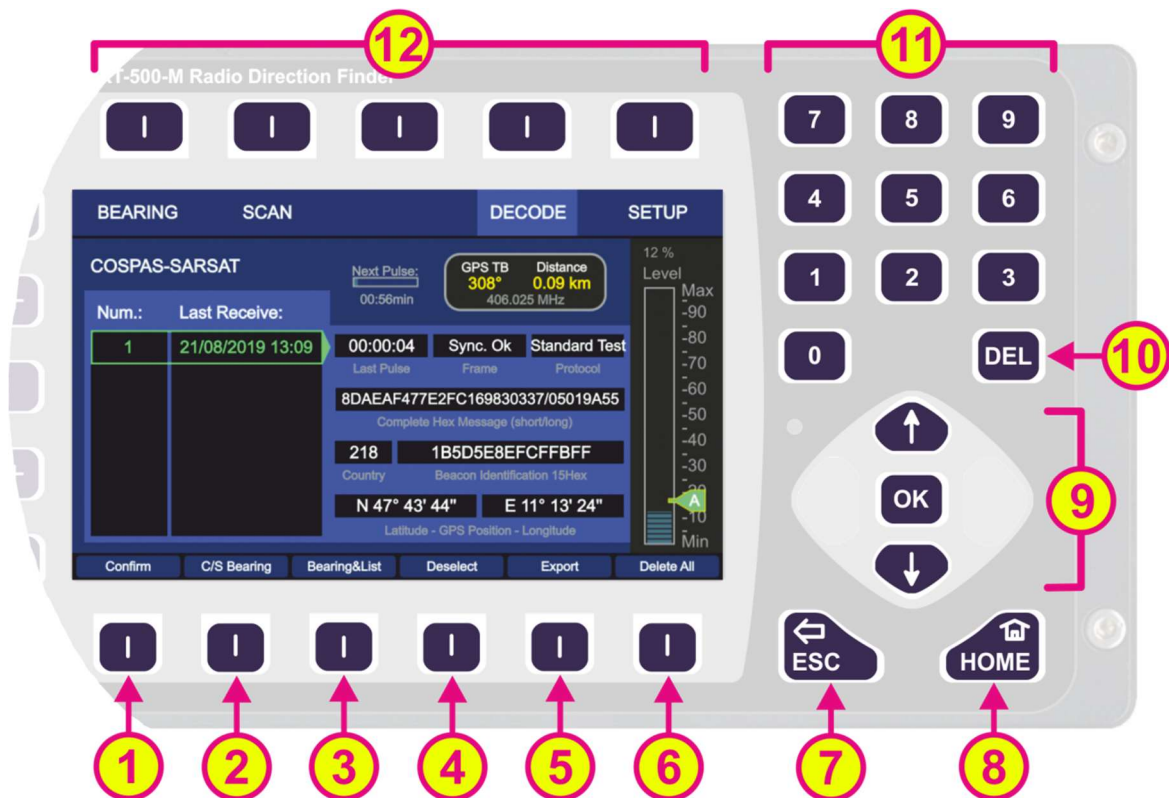 12
11
RT-500-M Radio Direction Finder
7 8 9
4 5 6
1 2 3
0 DEL
10
BEARING SCAN DECODE SETUP
COSPAS-SARSAT
Next Pulse:
00:56min
GPS TB Distance
308° 0.09 km
406.025 MHz
12 %
Level
Max
-90
-80
-70
-60
-50
-40
-30
-20
A
-10
Min
Num.: Last Receive:
1 21/08/2019 13:09
00:00:04 Sync. Ok Standard Test
Last Pulse Frame Protocol
8DAEAF477E2FC169830337/05019A55
Complete Hex Message (short/long)
218 1B5D5E8EFCFFBFF
Country Beacon Identification 15Hex
N 47° 43' 44" E 11° 13' 24"
Latitude - GPS Position - Longitude
Confirm C/S Bearing Bearing&List Deselect Export Delete All
OK
9
ESC HOME
1 2 3 4 5 6 7 8